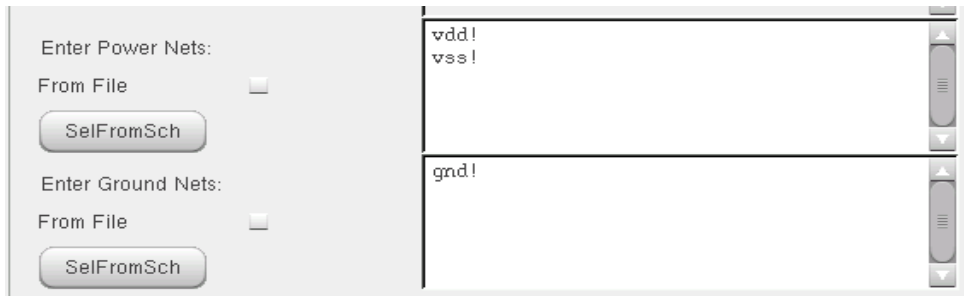 Enter Power Nets:
vdd!
vss!
From File
SelFromSch
Enter Ground Nets:
gnd!
From File
SelFromSch